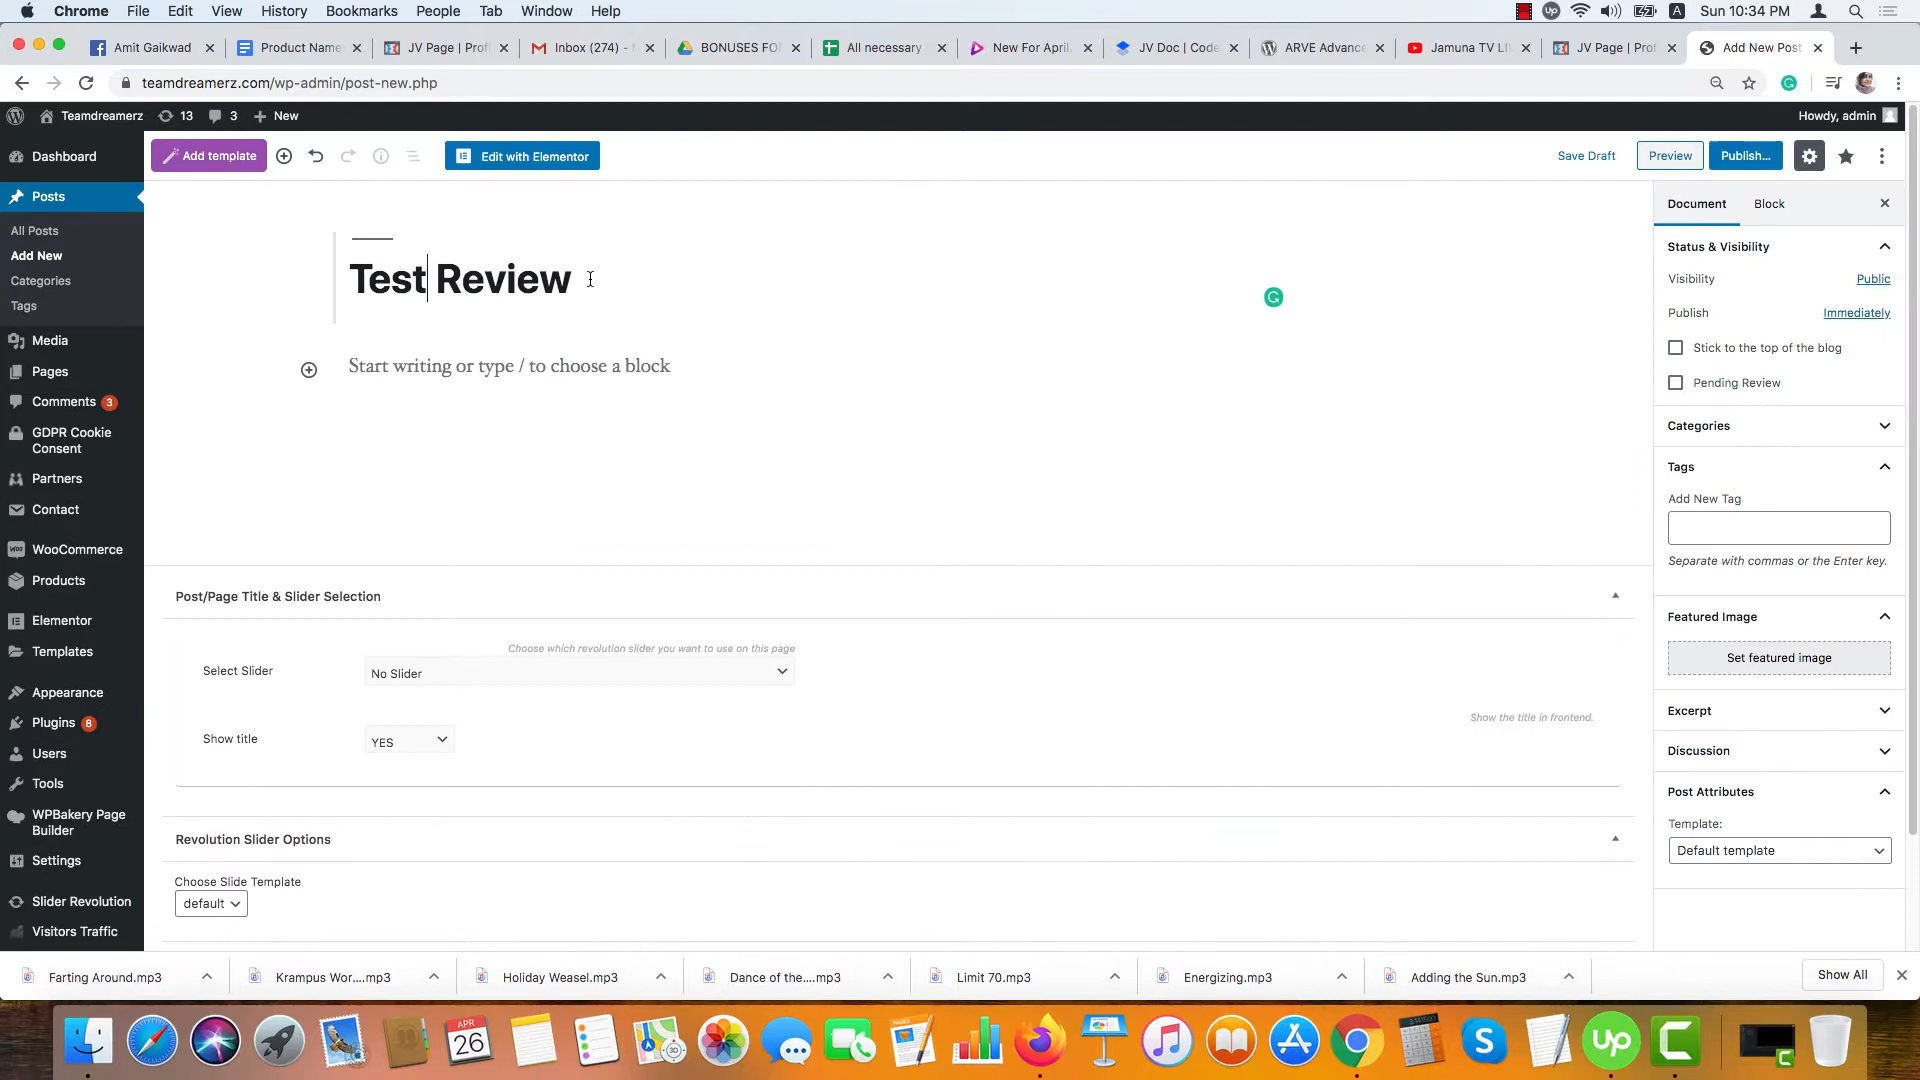 Chrome File Edit View History Bookmarks People Tab Window Help
Sun 10:34 PM
Amit Gaikwad
Product Name
JV Page | Profi
Inbox (274) -
BONUSES FO
All necessary
New For April.
JV Doc | Code
ARVE Advance
Jamuna TV LI
JV Page | Prof
Add New Post
teamdreamerz.com/wp-admin/post-new.php
Teamdreamerz 13 3 New
Howdy, admin
Add template
Edit with Elementor
Save Draft
Preview
Publish...
Dashboard
Posts
All Posts
Add New
Categories
Tags
Media
Pages
Comments 3
GDPR Cookie
Consent
Partners
Contact
WooCommerce
Products
Elementor
Templates
Appearance
Plugins 8
Users
Tools
WPBakery Page
Builder
Settings
Slider Revolution
Visitors Traffic
Test Review
Start writing or type / to choose a block
Post/Page Title & Slider Selection
Choose which revolution slider you want to use on this page
Select Slider
No Slider
Show the title in frontend.
Show title
YES
Revolution Slider Options
Choose Slide Template
default
Document
Block
Status & Visibility
Visibility
Public
Publish
Immediately
Stick to the top of the blog
Pending Review
Categories
Tags
Add New Tag
Separate with commas or the Enter key.
Featured Image
Set featured image
Excerpt
Discussion
Post Attributes
Template:
Default template
Farting Around.mp3
Krampus Wor....mp3
Holiday Weasel.mp3
Dance of the....mp3
Limit 70.mp3
Energizing.mp3
Adding the Sun.mp3
Show All
APR
26